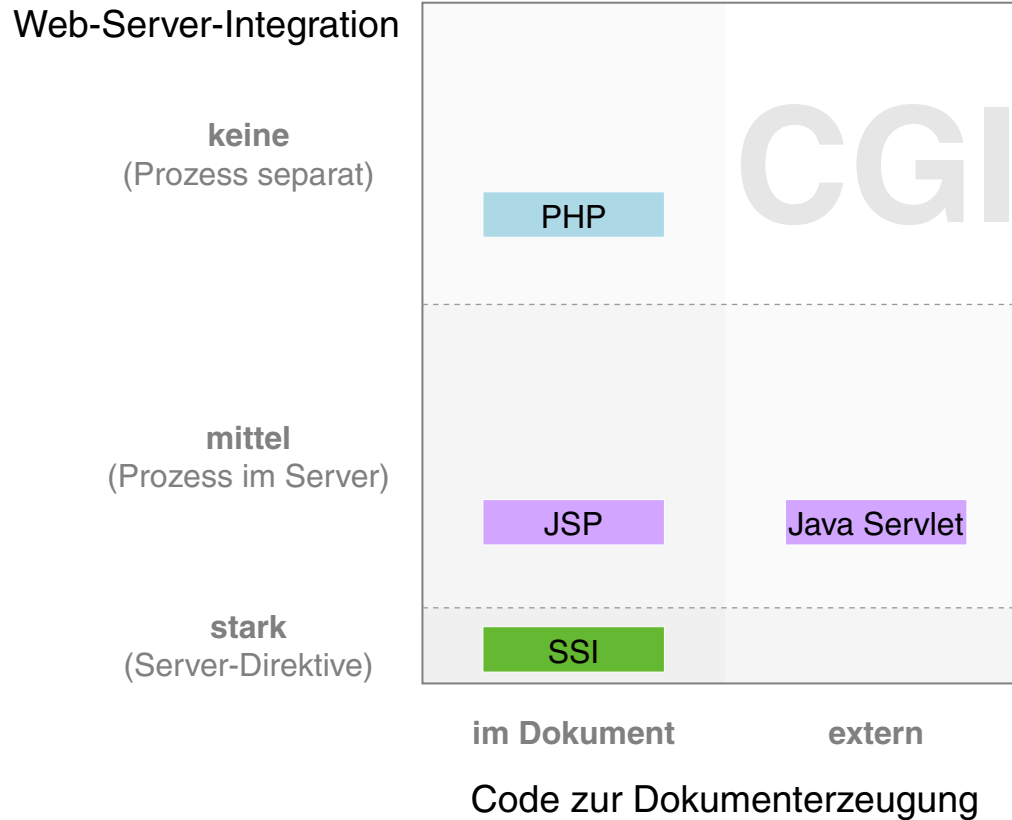 Web-Server-Integration
keine
(Prozess separat)
CGI
PHP
mittel
(Prozess im Server)
JSP
Java Servlet
stark
(Server-Direktive)
SSI
im Dokument
extern
Code zur Dokumenterzeugung